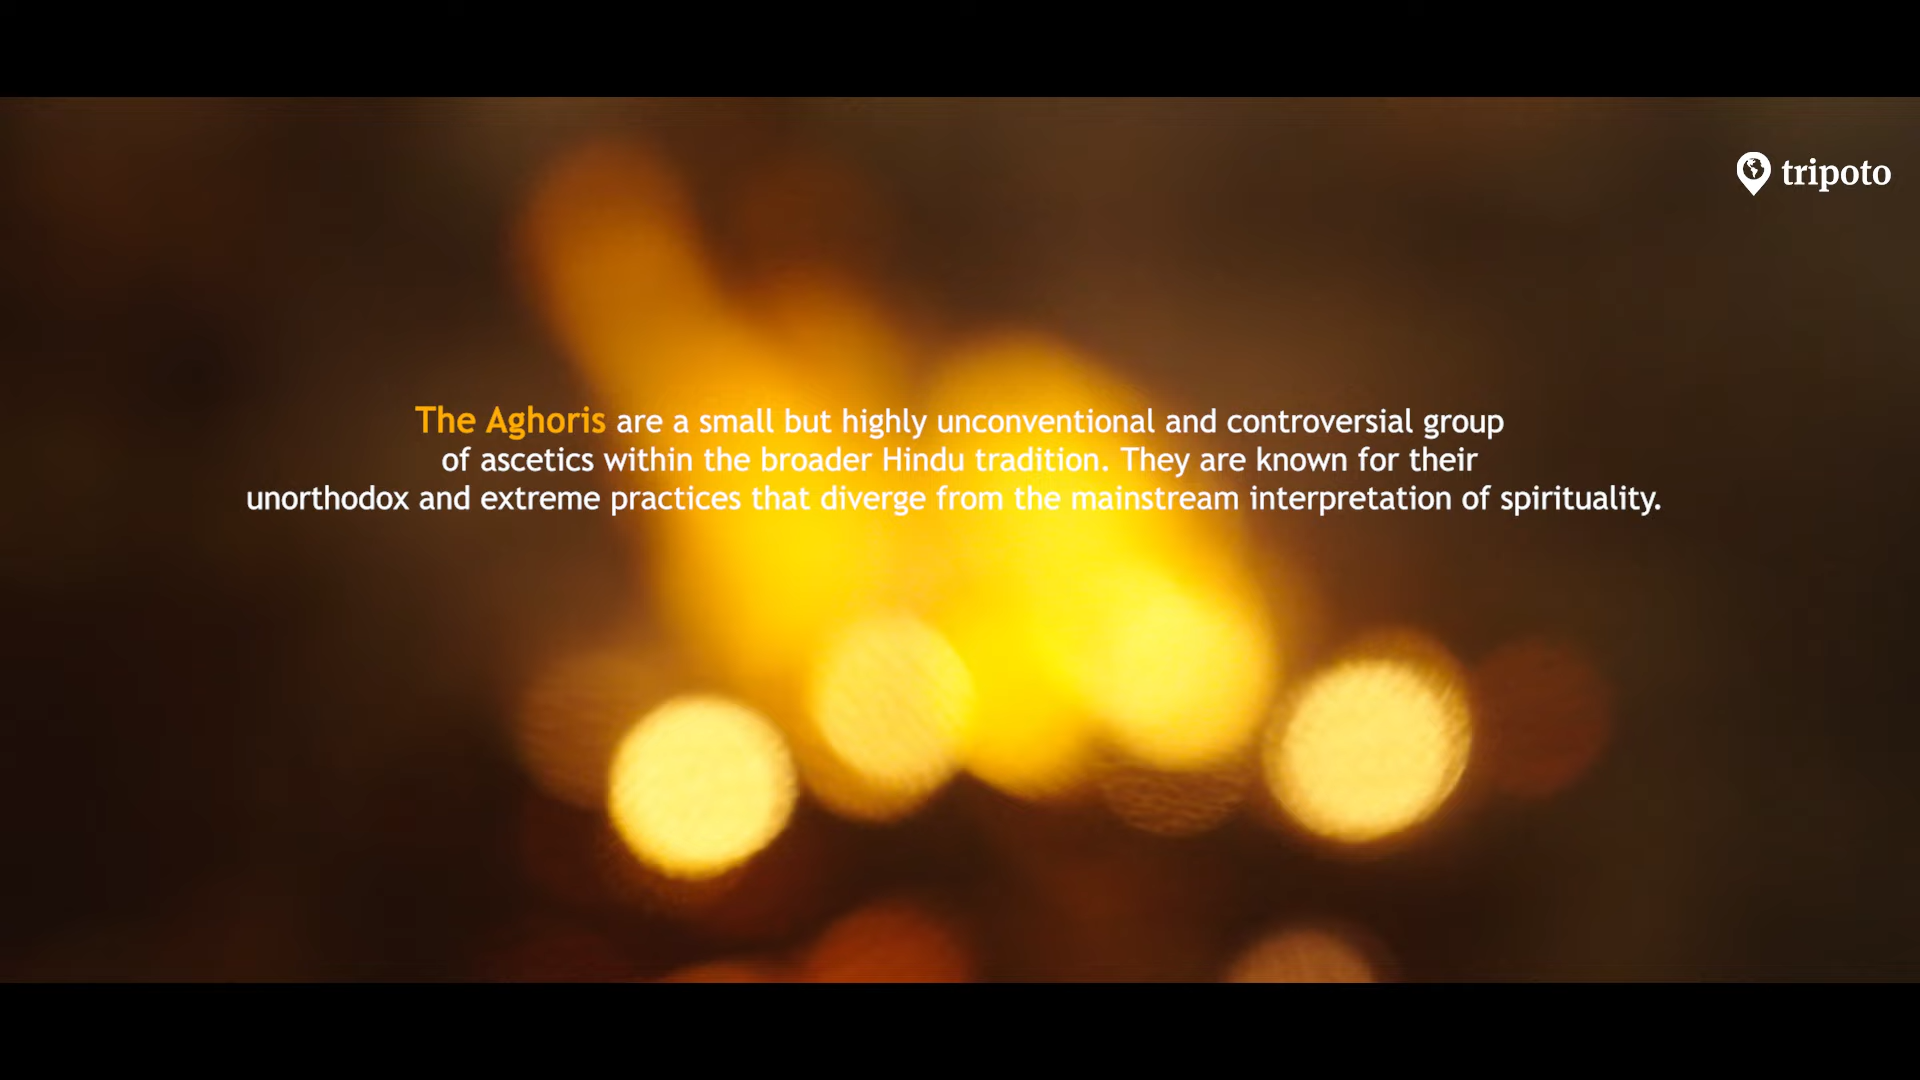 tripoto
The Aghoris are a small but highly unconventional and controversial group
of ascetics within the broader Hindu tradition. They are known for their
unorthodox and extreme practices that diverge from the mainstream interpretation of spirituality.